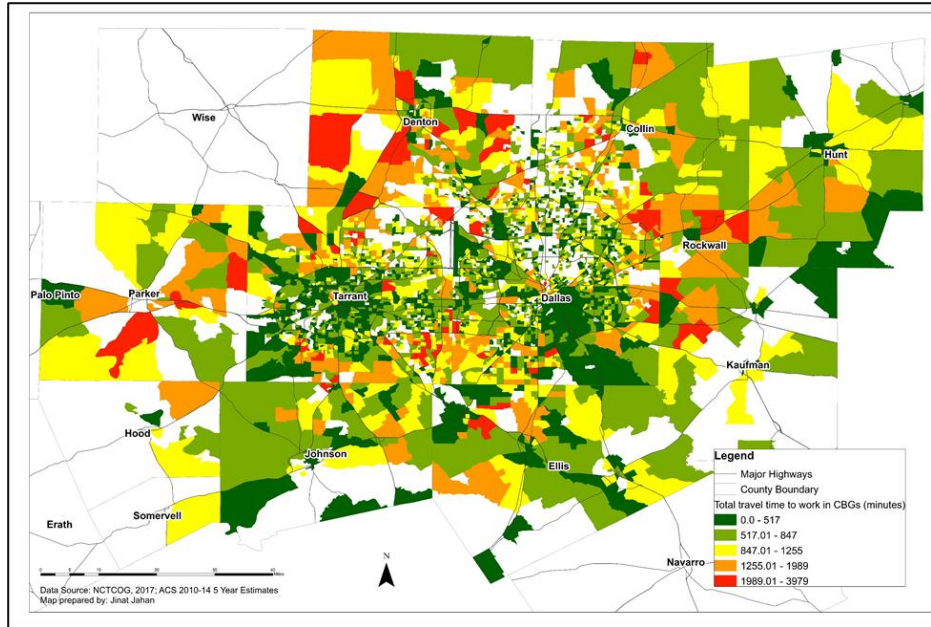 Wise
Denton
Collin
Hunt
Rockwall
Palo Pinto
Parker
Tarrant
Dallas
Kaufman
Hood
Johnson
Ellis
Erath
Somervell
Navarro
Legend
Major Highways
County Boundary
Total travel time to work in CBGs (minutes)
0.0 - 517
517.01 - 847
847.01 - 1255
1255.01 - 1989
1989.01 - 3979
N
Data Source: NCTCOG, 2017; ACS 2010-14 5 Year Estimates
Map prepared by: Jinat Jahan